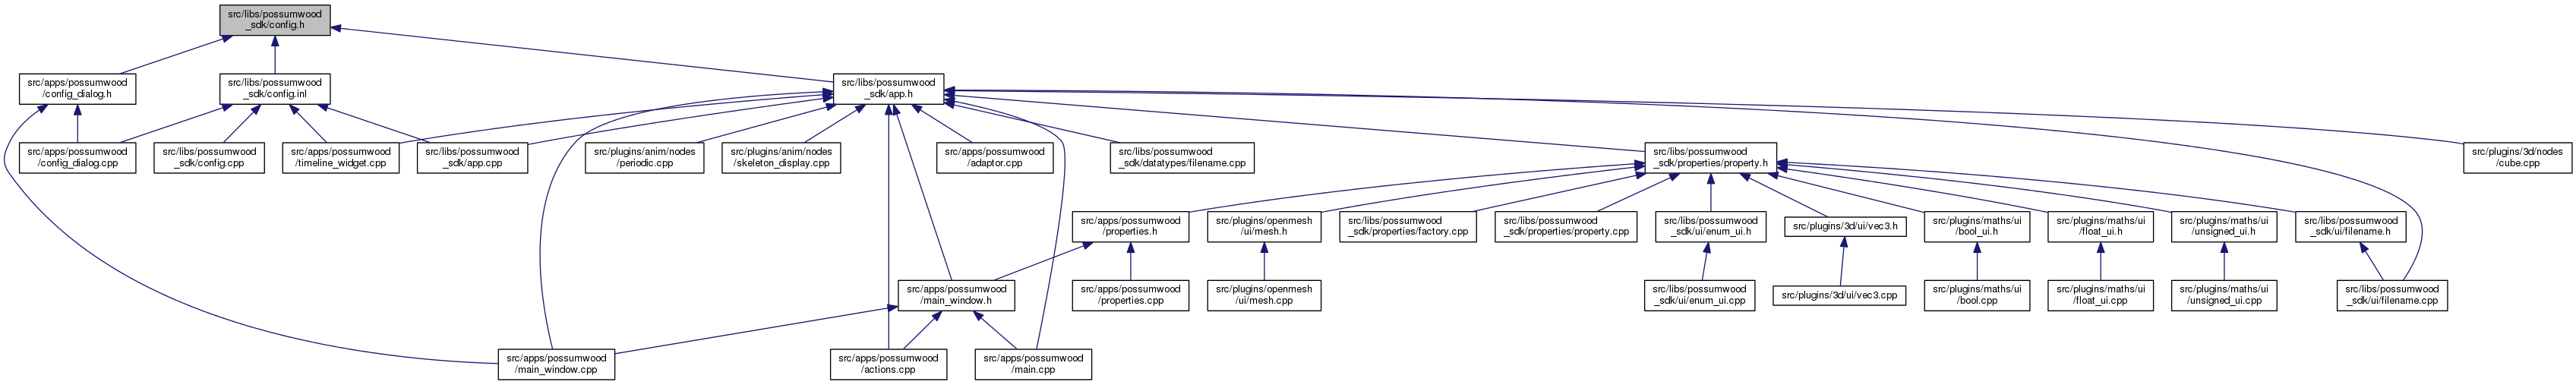 src/libs/possumwood
_sdk/config.h
src/apps/possumwood
/config_dialog.h
src/libs/possumwood
_sdk/config.inl
src/libs/possumwood
_sdk/app.h
src/apps/possumwood
/config_dialog.cpp
src/libs/possumwood
_sdk/config.cpp
src/apps/possumwood
/timeline_widget.cpp
src/libs/possumwood
_sdk/app.cpp
src/plugins/anim/nodes
/periodic.cpp
src/plugins/anim/nodes
/skeleton_display.cpp
src/apps/possumwood
/adaptor.cpp
src/libs/possumwood
_sdk/datatypes/filename.cpp
src/libs/possumwood
_sdk/properties/property.h
src/plugins/3d/nodes
/cube.cpp
src/apps/possumwood
/properties.h
src/plugins/openmesh
/ui/mesh.h
src/libs/possumwood
_sdk/properties/factory.cpp
src/libs/possumwood
_sdk/properties/property.cpp
src/libs/possumwood
_sdk/ui/enum_ui.h
src/plugins/3d/ui/vec3.h
src/plugins/maths/ui
/bool_ui.h
src/plugins/maths/ui
/float_ui.h
src/plugins/maths/ui
/unsigned_ui.h
src/libs/possumwood
_sdk/ui/filename.h
src/apps/possumwood
/main_window.h
src/apps/possumwood
/properties.cpp
src/plugins/openmesh
/ui/mesh.cpp
src/libs/possumwood
_sdk/ui/enum_ui.cpp
src/plugins/3d/ui/vec3.cpp
src/plugins/maths/ui
/bool.cpp
src/plugins/maths/ui
/float_ui.cpp
src/plugins/maths/ui
/unsigned_ui.cpp
src/libs/possumwood
_sdk/ui/filename.cpp
src/apps/possumwood
/main_window.cpp
src/apps/possumwood
/actions.cpp
src/apps/possumwood
/main.cpp